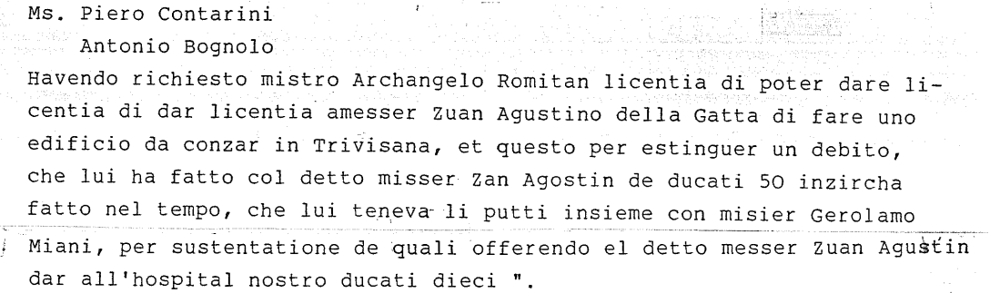 Ms. Piero Contarini
Antonio Bognolo
Havendo richiesto mistro Archangelo Romitan licentia di poter dare li-
centia di dar licentia amesser Zuan Agustino della Gatta di fare uno
edificio da conzar in Trivisana, et questo per estinguer un debito,
che lui ha fatto col detto misser Zan Agostin de ducati 50 inzircha
fatto nel tempo, che lui teneva li putti insieme con misier Gerolamo
Miani, per sustentatione de quali offerendo el detto messer Zuan Agustin
dar all'hospital nostro ducati dieci ".